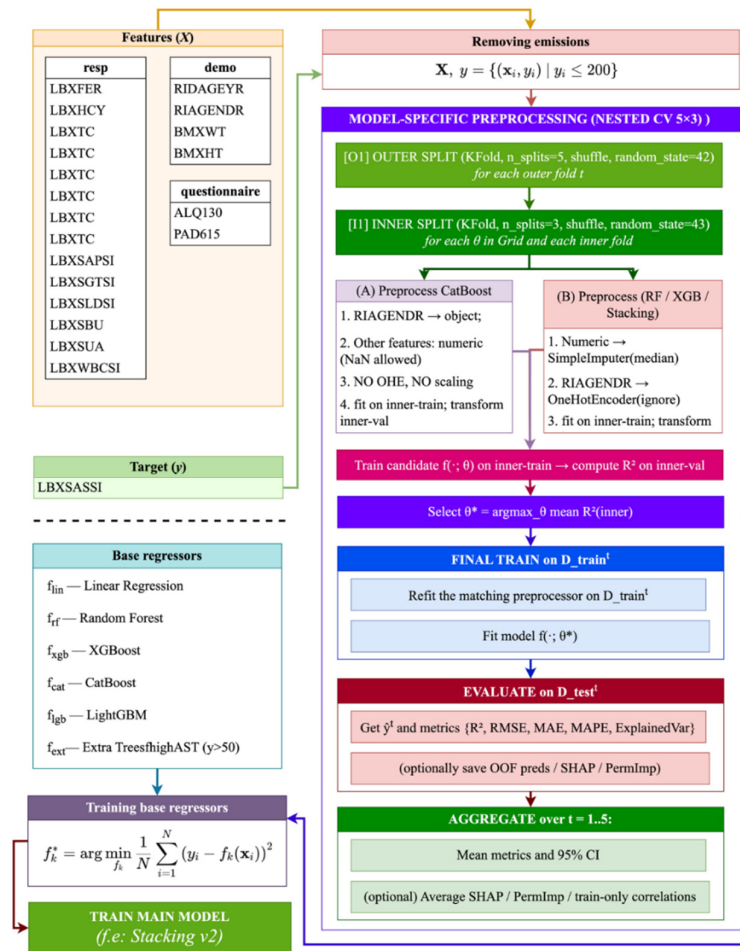 Features (X)
resp
LBXFER
LBXHCY
LBXTC
LBXTC
LBXTC
LBXTC
LBXTC
LBXTC
LBXSAPSI
LBXSGTSI
LBXSLDSI
LBXSBU
LBXSUA
LBXWBCSI
demo
RIDAGEYR
RIAGENDR
BMXWT
BMXHT
questionnaire
ALQ130
PAD615
Target (y)
LBXSASSI
Base regressors
f_lin — Linear Regression
f_rf — Random Forest
f_xgb — XGBoost
f_cat — CatBoost
f_lgb — LightGBM
f_ext— Extra TreesfhighAST (y>50)
Training base regressors
f*_k = arg min_{f_k} 1/N ∑_{i=1}^{N} (y_i − f_k(x_i))²
TRAIN MAIN MODEL
(f.e: Stacking v2)
Removing emissions
X, y = {(x_i, y_i) | y_i ≤ 200}
MODEL-SPECIFIC PREPROCESSING (NESTED CV 5×3) )
[O1] OUTER SPLIT (KFold, n_splits=5, shuffle, random_state=42)
for each outer fold t
[I1] INNER SPLIT (KFold, n_splits=3, shuffle, random_state=43)
for each θ in Grid and each inner fold
(A) Preprocess CatBoost
1. RIAGENDR → object;
2. Other features: numeric
(NaN allowed)
3. NO OHE, NO scaling
4. fit on inner-train; transform
inner-val
(B) Preprocess (RF / XGB /
Stacking)
1. Numeric →
SimpleImputer(median)
2. RIAGENDR →
OneHotEncoder(ignore)
3. fit on inner-train; transform
Train candidate f(·; θ) on inner-train → compute R² on inner-val
Select θ* = argmax_θ mean R²(inner)
FINAL TRAIN on D_trainᵗ
Refit the matching preprocessor on D_trainᵗ
Fit model f(·; θ*)
EVALUATE on D_testᵗ
Get ŷᵗ and metrics {R², RMSE, MAE, MAPE, ExplainedVar}
(optionally save OOF preds / SHAP / PermImp)
AGGREGATE over t = 1..5:
Mean metrics and 95% CI
(optional) Average SHAP / PermImp / train-only correlations